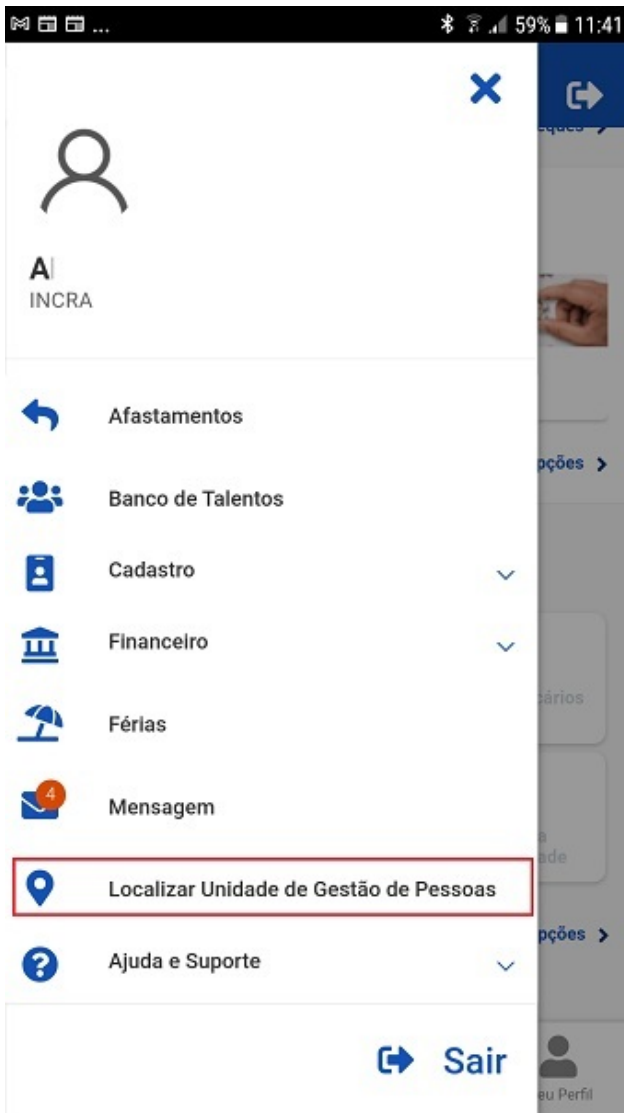 ... 59% 11:41
A
INCRA
Afastamentos
Banco de Talentos
Cadastro
Financeiro
Férias
4
Mensagem
Localizar Unidade de Gestão de Pessoas
Ajuda e Suporte
Sair
pções
cários
a
ade
pções
eu Perfil